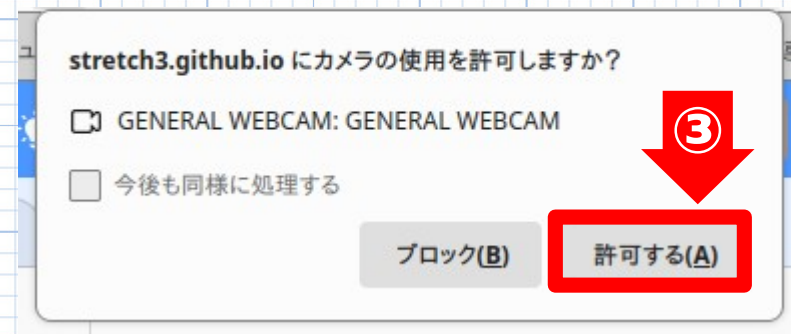 stretch3.github.io にカメラの使用を許可しますか?
GENERAL WEBCAM: GENERAL WEBCAM
③
今後も同様に処理する
ブロック(B)
許可する(A)